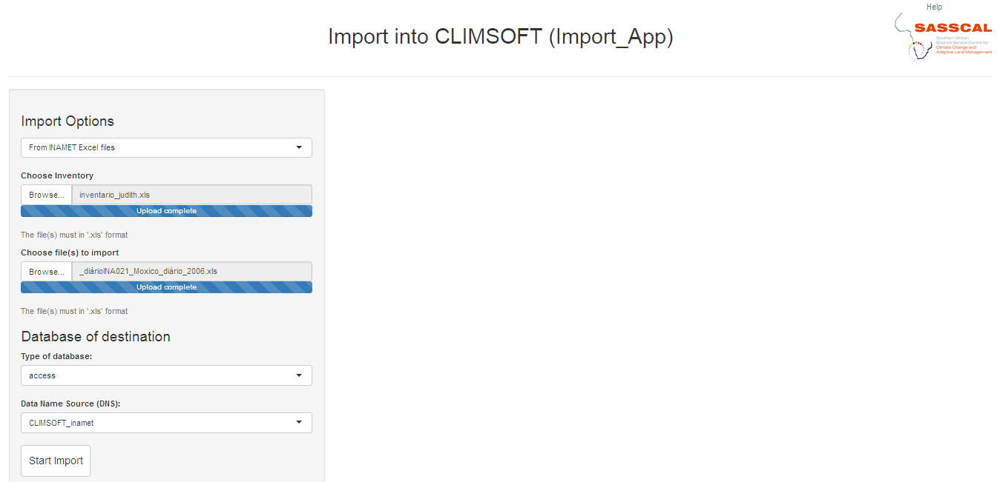 Help
Import into CLIMSOFT (Import_App)
SASSCAL
Southern African
Science Service Centre for
Climate Change and
Adaptive Land Management
Import Options
From INAMET Excel files
Choose Inventory
Browse... inventario_judith.xls
Upload complete
The file(s) must in '.xls' format
Choose file(s) to import
Browse... _diárioINA021_Moxico_diário_2006.xls
Upload complete
The file(s) must in '.xls' format
Database of destination
Type of database:
access
Data Name Source (DNS):
CLIMSOFT_inamet
Start Import